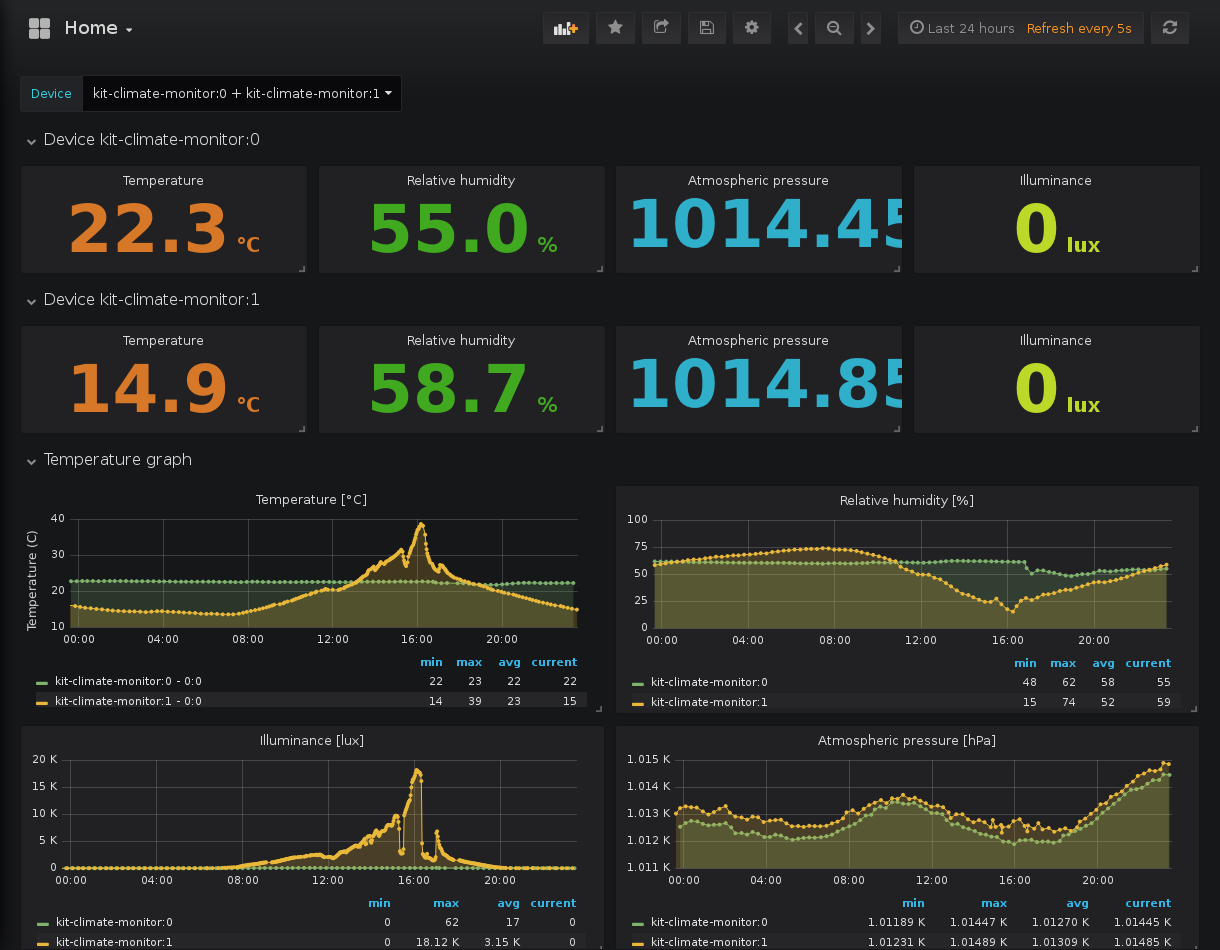 Home
Last 24 hours Refresh every 5s
Device kit-climate-monitor:0 + kit-climate-monitor:1
Device kit-climate-monitor:0
Temperature Relative humidity Atmospheric pressure Illuminance
22.3 °C 55.0 % 1014.45 0 lux
Device kit-climate-monitor:1
Temperature Relative humidity Atmospheric pressure Illuminance
14.9 °C 58.7 % 1014.85 0 lux
Temperature graph
Temperature [°C]
Temperature (C)
40
30
20
10
00:00 04:00 08:00 12:00 16:00 20:00
min max avg current
kit-climate-monitor:0 - 0:0 22 23 22 22
kit-climate-monitor:1 - 0:0 14 39 23 15
Relative humidity [%]
100
75
50
25
0
00:00 04:00 08:00 12:00 16:00 20:00
min max avg current
kit-climate-monitor:0 48 62 58 55
kit-climate-monitor:1 15 74 52 59
Illuminance [lux]
20 K
15 K
10 K
5 K
0
00:00 04:00 08:00 12:00 16:00 20:00
min max avg current
kit-climate-monitor:0 0 62 17 0
kit-climate-monitor:1 0 18.12 K 3.15 K 0
Atmospheric pressure [hPa]
1.015 K
1.014 K
1.013 K
1.012 K
1.011 K
00:00 04:00 08:00 12:00 16:00 20:00
min max avg current
kit-climate-monitor:0 1.01189 K 1.01447 K 1.01270 K 1.01445 K
kit-climate-monitor:1 1.01231 K 1.01489 K 1.01309 K 1.01485 K